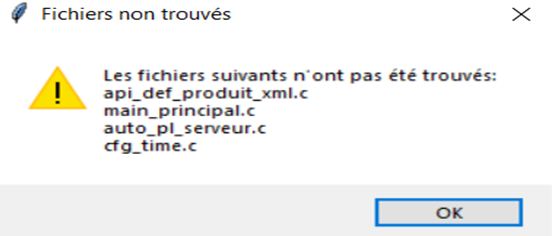 Fichiers non trouvés
Les fichiers suivants n'ont pas été trouvés:
api_def_produit_xml.c
main_principal.c
auto_pl_serveur.c
cfg_time.c
OK